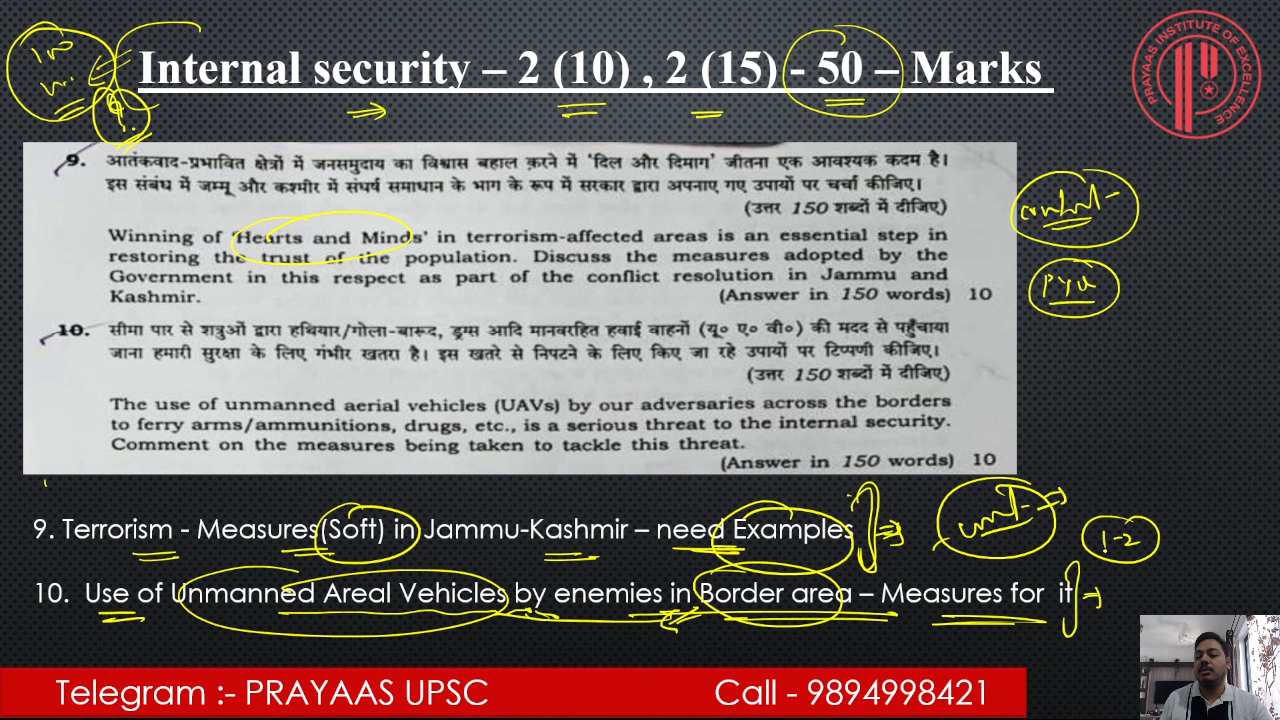 Internal security – 2 (10) , 2 (15) - 50 – Marks
PRAYAAS INSTITUTE OF EXCELLENCE
9. आतंकवाद-प्रभावित क्षेत्रों में जनसमुदाय का विश्वास बहाल करने में 'दिल और दिमाग' जीतना एक आवश्यक कदम है।
इस संबंध में जम्मू और कश्मीर में संघर्ष समाधान के भाग के रूप में सरकार द्वारा अपनाए गए उपायों पर चर्चा कीजिए।
(उत्तर 150 शब्दों में दीजिए)
Winning of 'Hearts and Minds' in terrorism-affected areas is an essential step in
restoring the trust of the population. Discuss the measures adopted by the
Government in this respect as part of the conflict resolution in Jammu and
Kashmir. (Answer in 150 words) 10
10. सीमा पार से शत्रुओं द्वारा हथियार/गोला-बारूद, ड्रग्स आदि मानवरहित हवाई वाहनों (यू० ए० वी०) की मदद से पहुँचाया
जाना हमारी सुरक्षा के लिए गंभीर खतरा है। इस खतरे से निपटने के लिए किए जा रहे उपायों पर टिप्पणी कीजिए।
(उत्तर 150 शब्दों में दीजिए)
The use of unmanned aerial vehicles (UAVs) by our adversaries across the borders
to ferry arms/ammunitions, drugs, etc., is a serious threat to the internal security.
Comment on the measures being taken to tackle this threat.
(Answer in 150 words) 10
PYQ
9. Terrorism - Measures(Soft) in Jammu-Kashmir – need Examples
1-2
10. Use of Unmanned Areal Vehicles by enemies in Border area – Measures for it
Telegram :- PRAYAAS UPSC Call - 9894998421